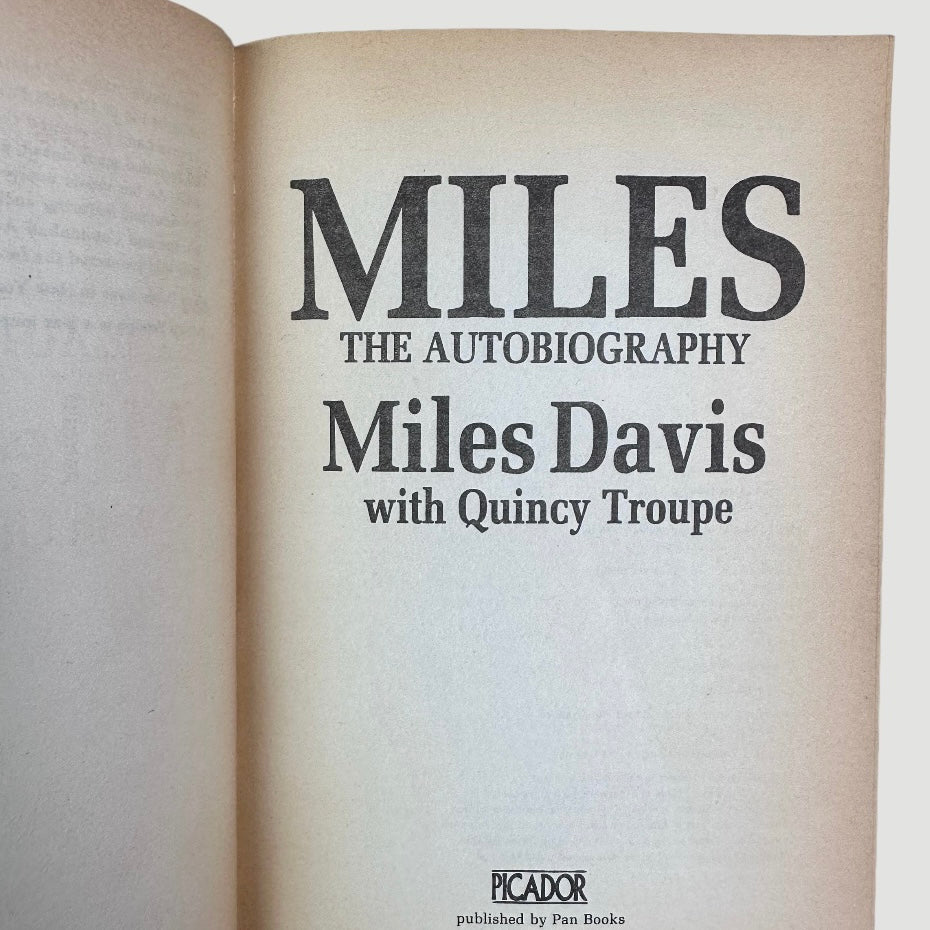 MILES
THE AUTOBIOGRAPHY
Miles Davis
with Quincy Troupe
PICADOR
published by Pan Books